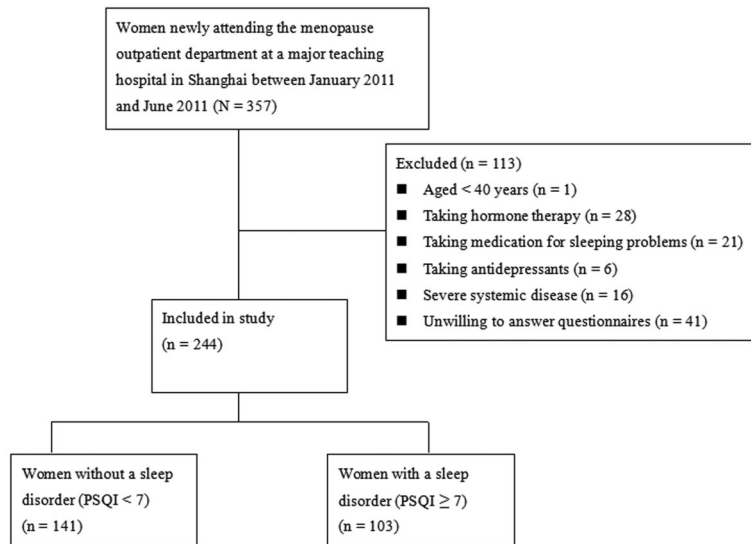 Women newly attending the menopause
outpatient department at a major teaching
hospital in Shanghai between January 2011
and June 2011 (N = 357)
Excluded (n = 113)
■ Aged < 40 years (n = 1)
■ Taking hormone therapy (n = 28)
■ Taking medication for sleeping problems (n = 21)
■ Taking antidepressants (n = 6)
■ Severe systemic disease (n = 16)
■ Unwilling to answer questionnaires (n = 41)
Included in study
(n = 244)
Women without a sleep
disorder (PSQI < 7)
(n = 141)
Women with a sleep
disorder (PSQI ≥ 7)
(n = 103)